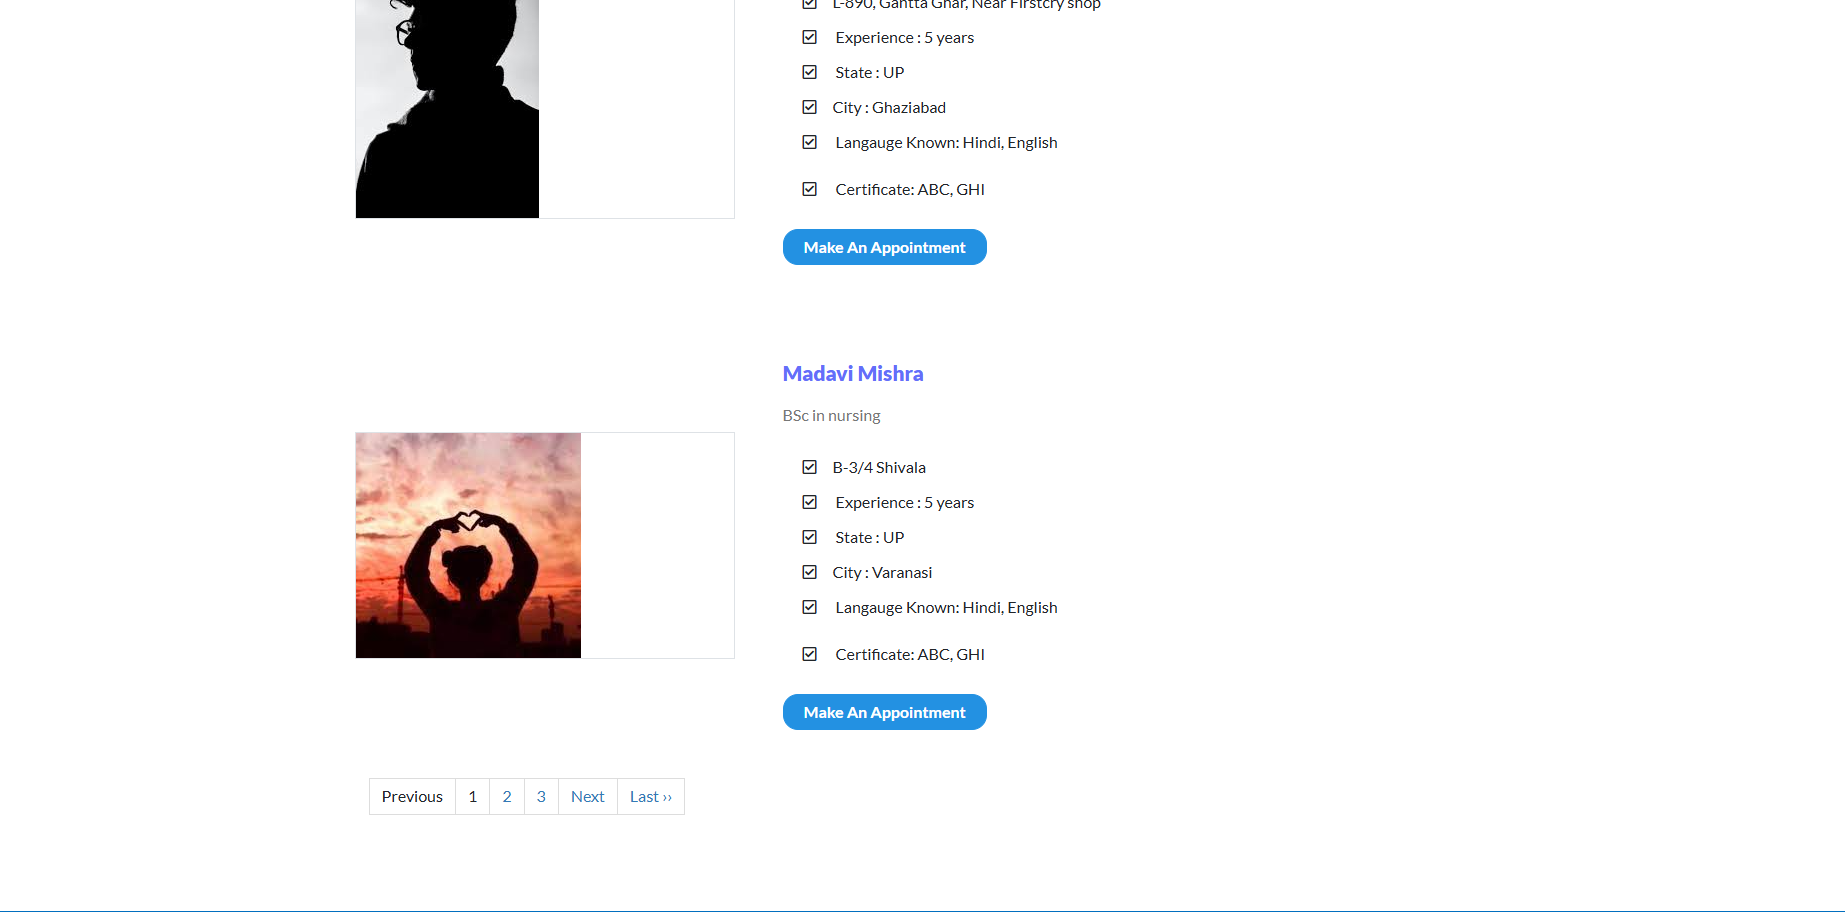 L-890, Gantta Ghar, Near Firstcry shop
Experience : 5 years
State : UP
City : Ghaziabad
Langauge Known: Hindi, English
Certificate: ABC, GHI
Make An Appointment
Madavi Mishra
BSc in nursing
B-3/4 Shivala
Experience : 5 years
State : UP
City : Varanasi
Langauge Known: Hindi, English
Certificate: ABC, GHI
Make An Appointment
Previous 1 2 3 Next Last ››